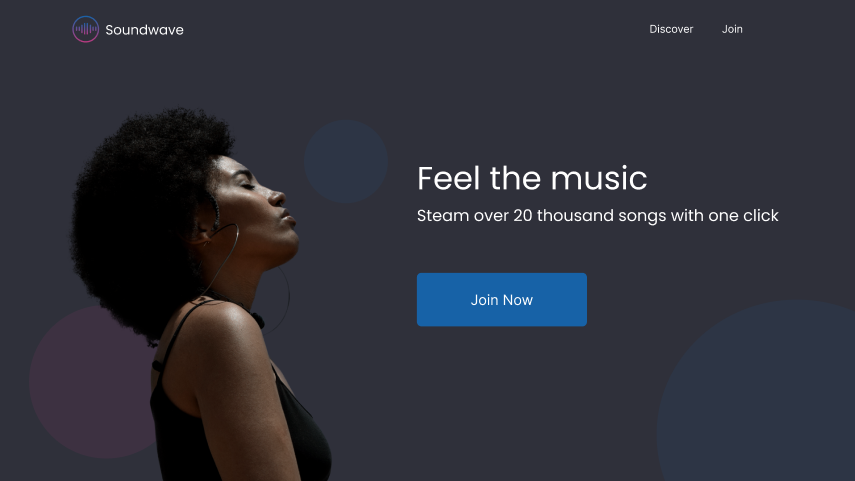 Soundwave
Discover
Join
Feel the music
Steam over 20 thousand songs with one click
Join Now